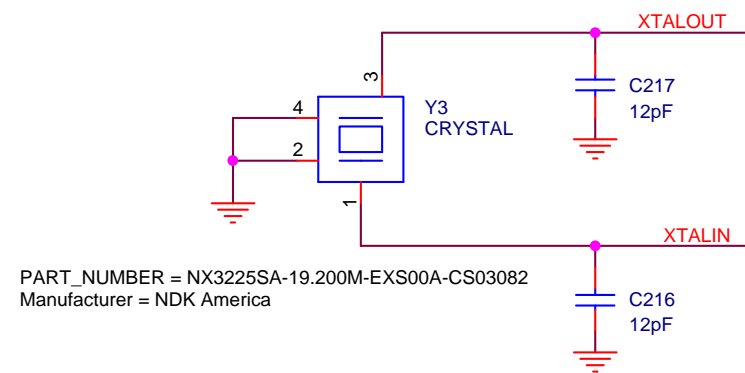 XTALOUT
3
C217
12pF
4
Y3
CRYSTAL
2
1
XTALIN
PART_NUMBER = NX3225SA-19.200M-EXS00A-CS03082
Manufacturer = NDK America
C216
12pF